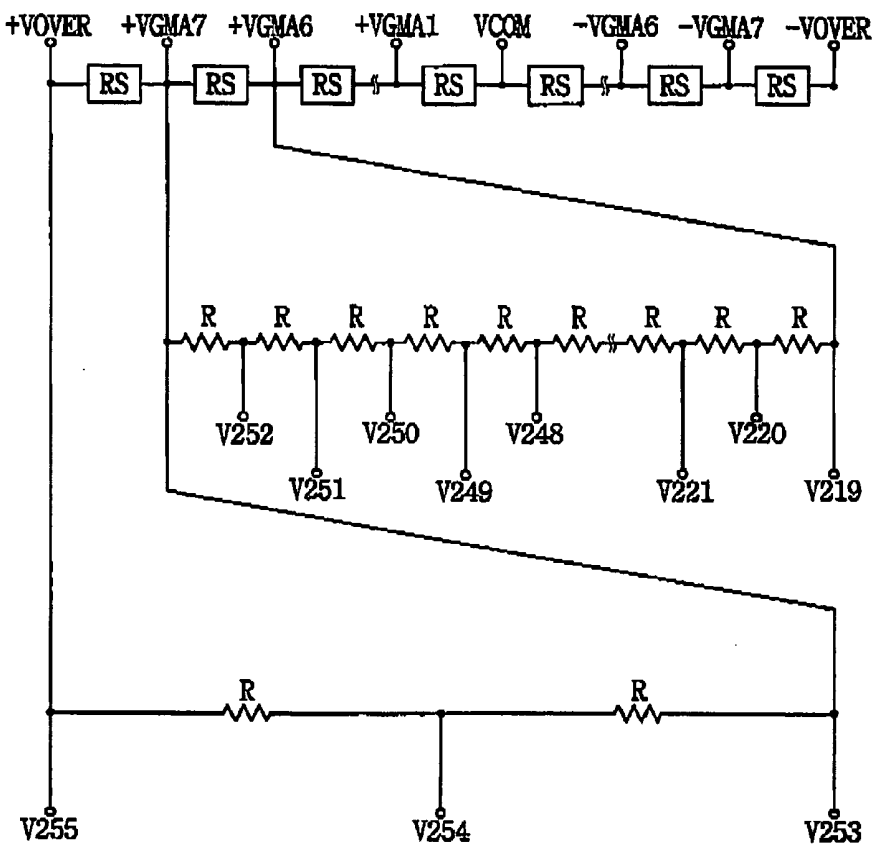 +VOVER +VGMA7 +VGMA6 +VGMA1 VCOM -VGMA6 -VGMA7 -VOVER
RS RS RS RS RS RS RS
R R R R R R R R R
V252 V250 V248 V220
V251 V249 V221 V219
R R
V255 V254 V253